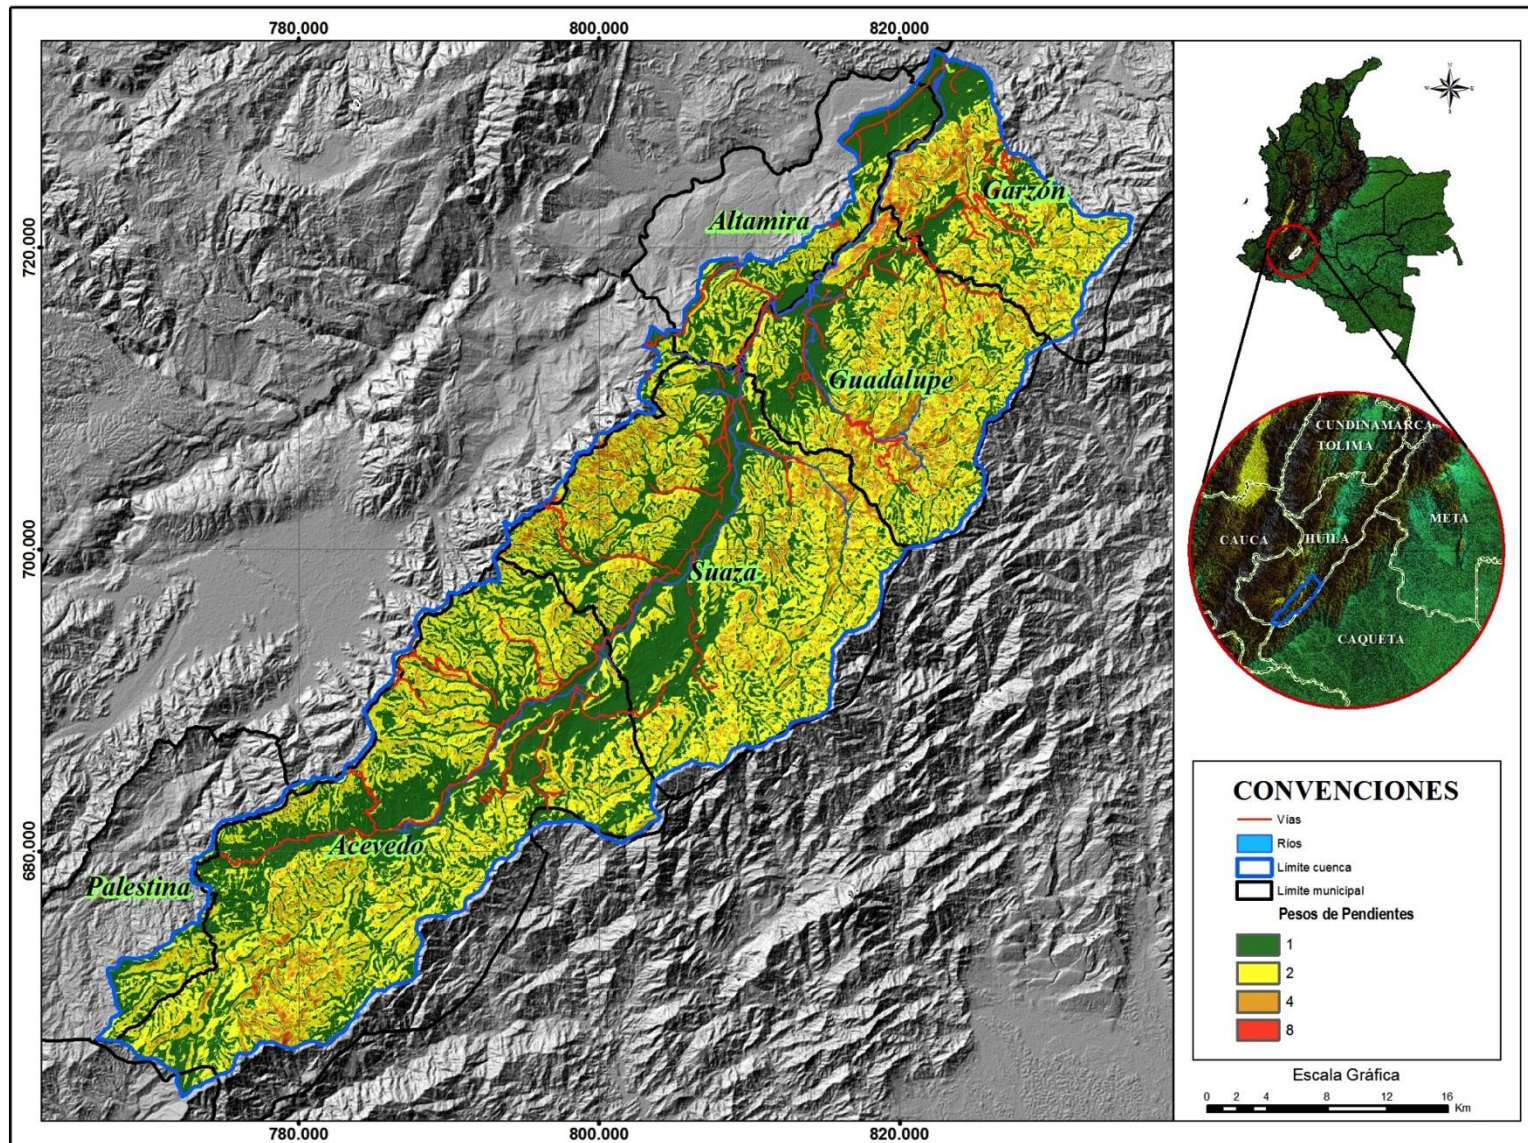 780.000 800.000 820.000
720.000
700.000
680.000
Garzón
Altamira
Guadalupe
Suaza
Acevedo
Palestina
780.000 800.000 820.000
N
W E
S
CUNDINAMARCA
TOLIMA
META
CAUCA
HUILA
CAQUETA
CONVENCIONES
Vías
Ríos
Límite cuenca
Límite municipal
Pesos de Pendientes
1
2
4
8
Escala Gráfica
0 2 4 8 12 16
Km